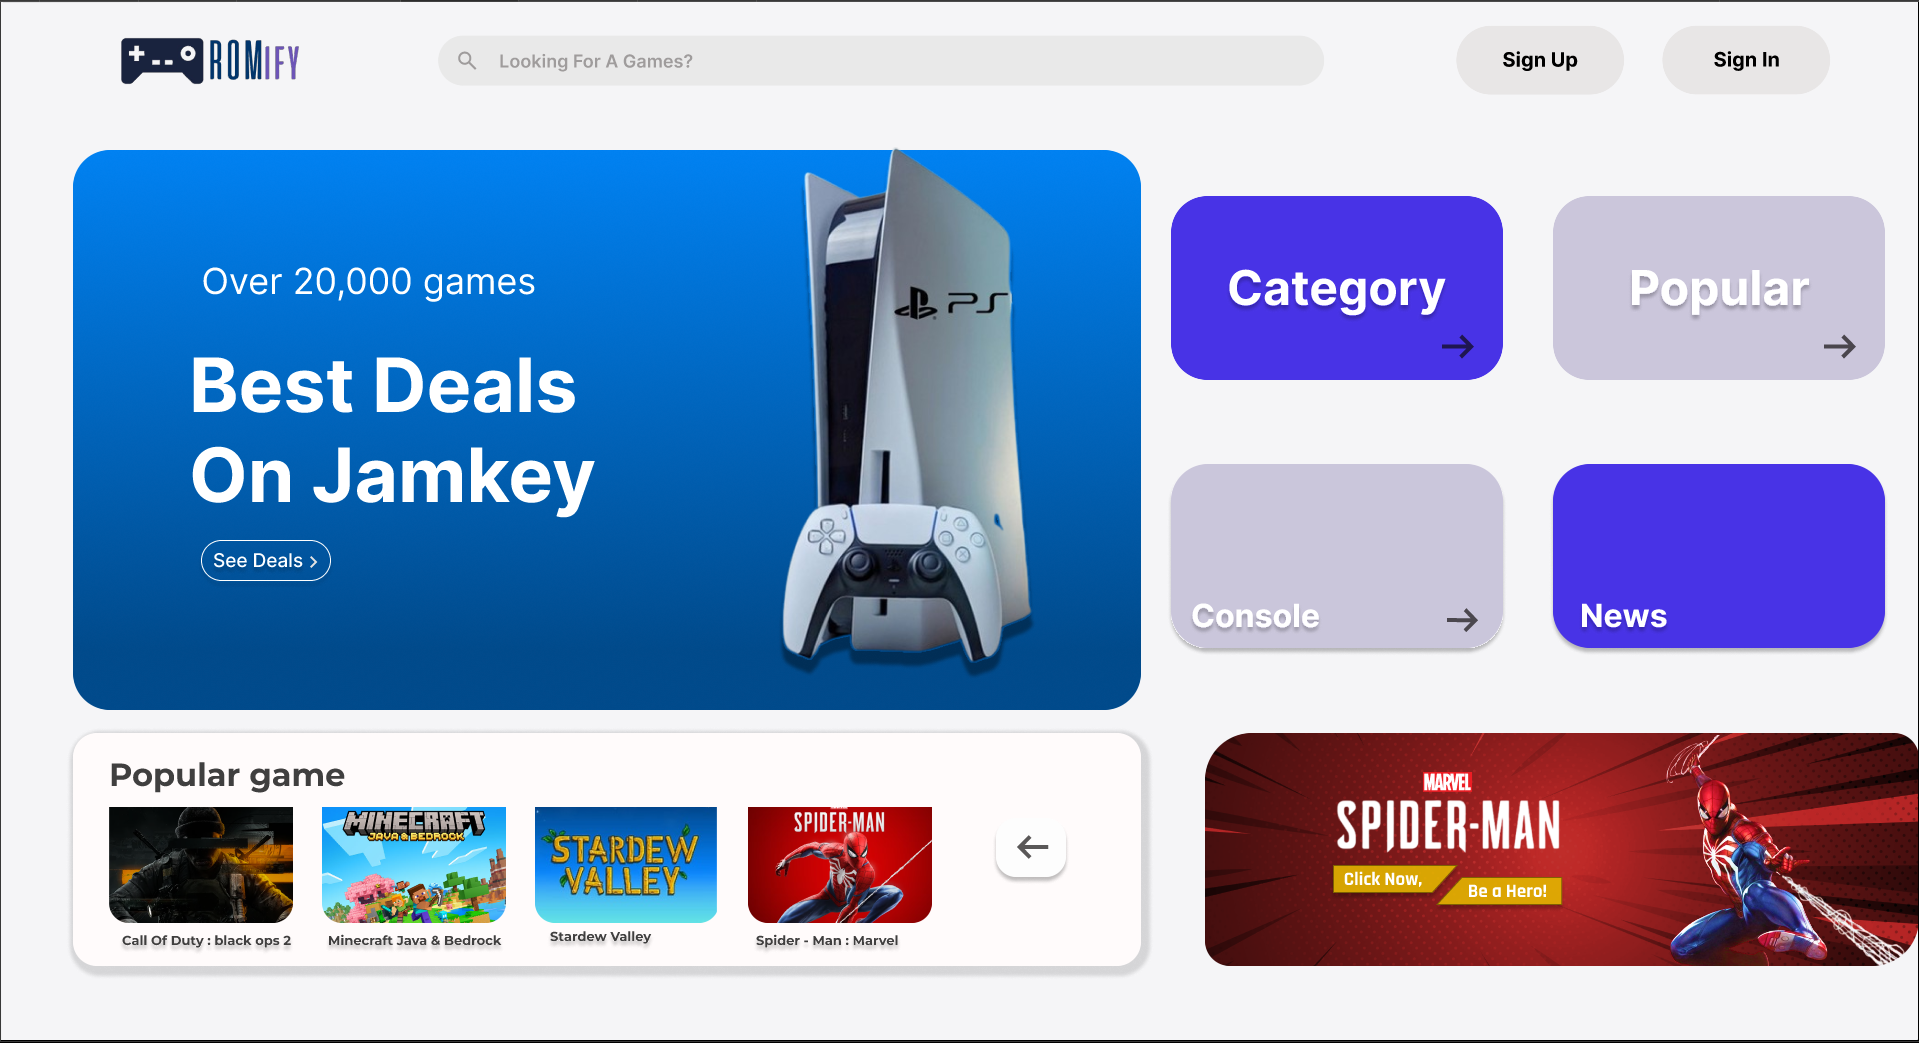 ROMIFY
Looking For A Games?
Sign Up
Sign In
Over 20,000 games
Best Deals
On Jamkey
See Deals >
PS
Category
Popular
Console
News
Popular game
MINECRAFT
JAVA & BEDROCK
STARDEW
VALLEY
SPIDER-MAN
Call Of Duty : black ops 2
Minecraft Java & Bedrock
Stardew Valley
Spider - Man : Marvel
MARVEL
SPIDER-MAN
Click Now,
Be a Hero!